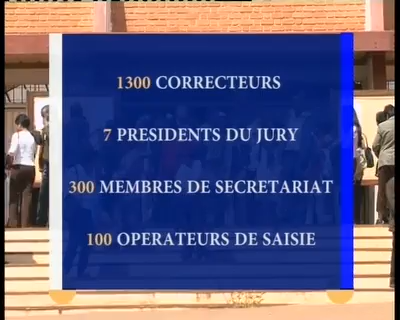 1300 CORRECTEURS
7 PRESIDENTS DU JURY
300 MEMBRES DE SECRETARIAT
100 OPERATEURS DE SAISIE